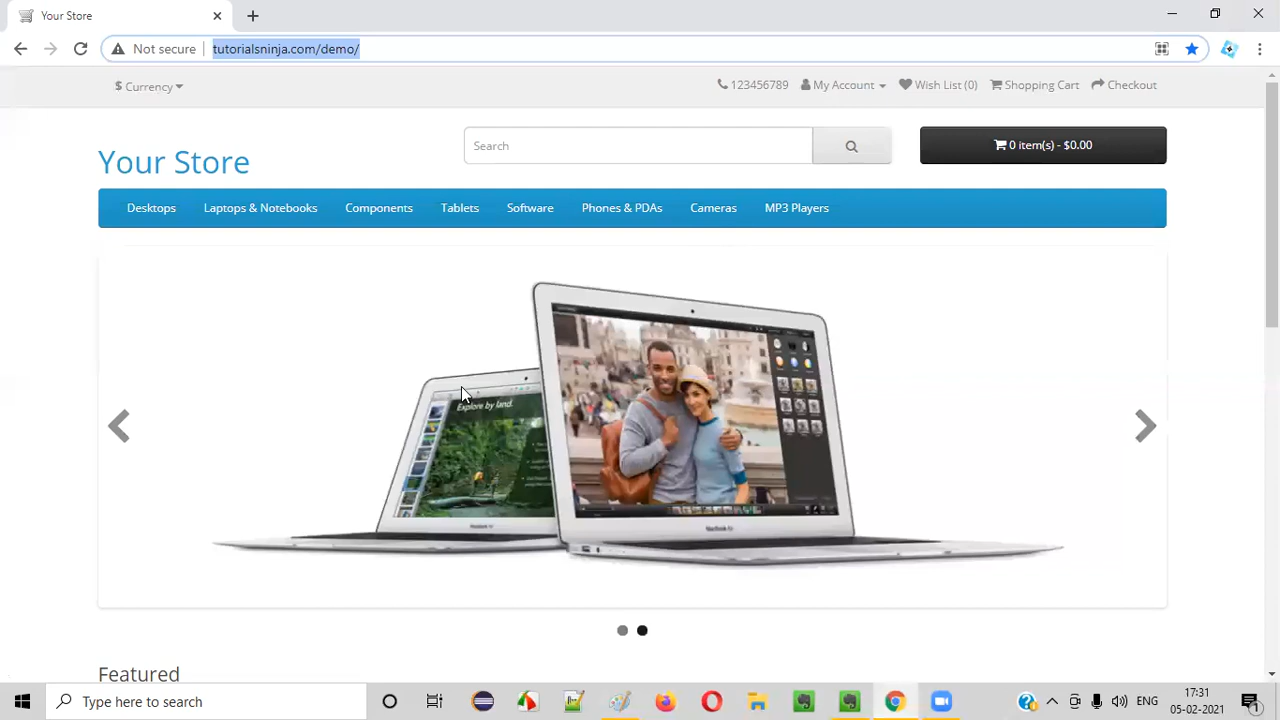 Your Store
Not secure
tutorialsninja.com/demo/
$ Currency
123456789
My Account
Wish List (0)
Shopping Cart
Checkout
Your Store
Search
0 item(s) - $0.00
Desktops
Laptops & Notebooks
Components
Tablets
Software
Phones & PDAs
Cameras
MP3 Players
Explore by land.
MacBook Air
Featured
Type here to search
ENG
17:31
05-02-2021